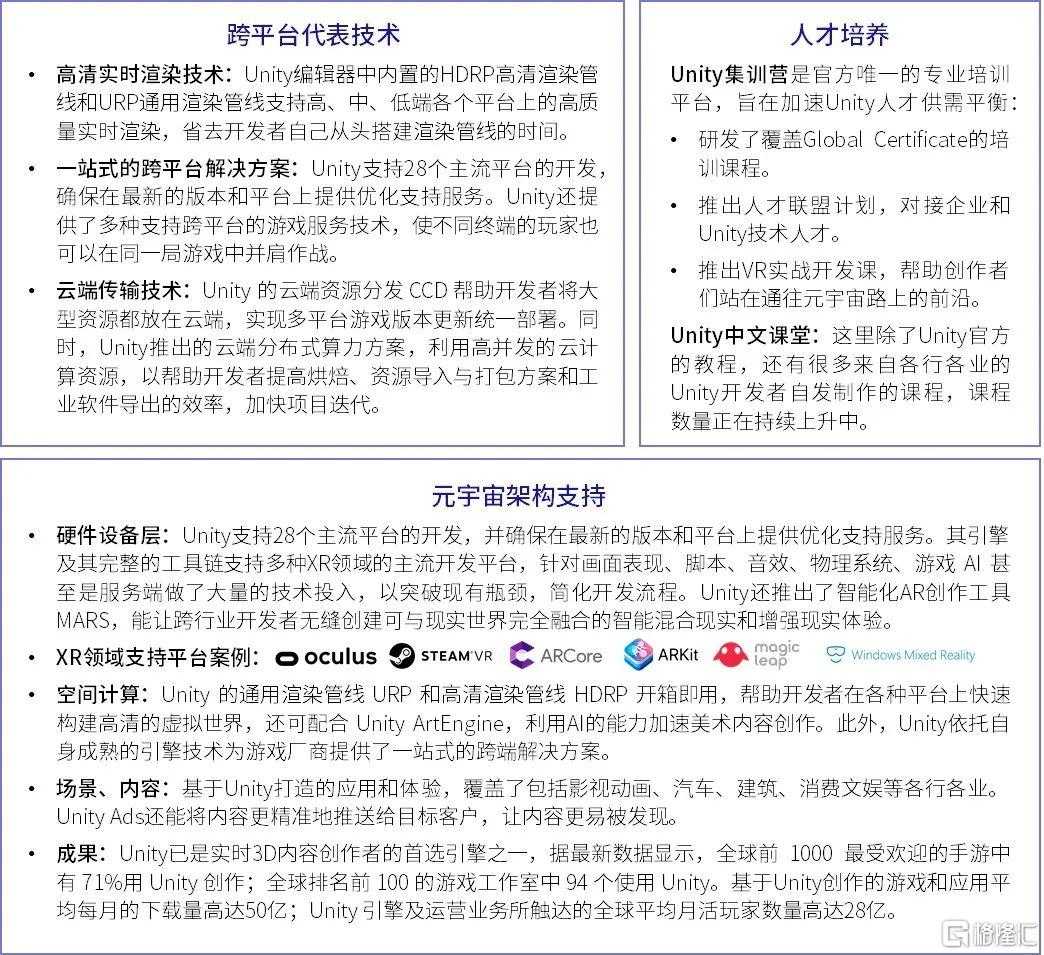 跨平台代表技术
• 高清实时渲染技术：Unity编辑器中内置的HDRP高清渲染管
线和URP通用渲染管线支持高、中、低端各个平台上的高质
量实时渲染，省去开发者自己从头搭建渲染管线的时间。
• 一站式的跨平台解决方案：Unity支持28个主流平台的开发，
确保在最新的版本和平台上提供优化支持服务。Unity还提
供了多种支持跨平台的游戏服务技术，使不同终端的玩家也
可以在同一局游戏中并肩作战。
• 云端传输技术：Unity 的云端资源分发 CCD 帮助开发者将大
型资源都放在云端，实现多平台游戏版本更新统一部署。同
时，Unity推出的云端分布式算力方案，利用高并发的云计
算资源，以帮助开发者提高烘焙、资源导入与打包方案和工
业软件导出的效率，加快项目迭代。
人才培养
Unity集训营是官方唯一的专业培训
平台，旨在加速Unity人才供需平衡：
• 研发了覆盖Global Certificate的培
训课程。
• 推出人才联盟计划，对接企业和
Unity技术人才。
• 推出VR实战开发课，帮助创作者
们站在通往元宇宙路上的前沿。
Unity中文课堂：这里除了Unity官方
的教程，还有很多来自各行各业的
Unity开发者自发制作的课程，课程
数量正在持续上升中。
元宇宙架构支持
• 硬件设备层：Unity支持28个主流平台的开发，并确保在最新的版本和平台上提供优化支持服务。其引擎
及其完整的工具链支持多种XR领域的主流开发平台，针对画面表现、脚本、音效、物理系统、游戏 AI 甚
至是服务端做了大量的技术投入，以突破现有瓶颈，简化开发流程。Unity还推出了智能化AR创作工具
MARS，能让跨行业开发者无缝创建可与现实世界完全融合的智能混合现实和增强现实体验。
• XR领域支持平台案例： oculus STEAM VR ARCore ARKit magic leap Windows Mixed Reality
• 空间计算：Unity 的通用渲染管线 URP 和高清渲染管线 HDRP 开箱即用，帮助开发者在各种平台上快速
构建高清的虚拟世界，还可配合 Unity ArtEngine，利用AI的能力加速美术内容创作。此外，Unity依托自
身成熟的引擎技术为游戏厂商提供了一站式的跨端解决方案。
• 场景、内容：基于Unity打造的应用和体验，覆盖了包括影视动画、汽车、建筑、消费文娱等各行各业。
Unity Ads还能将内容更精准地推送给目标客户，让内容更易被发现。
• 成果：Unity已是实时3D内容创作者的首选引擎之一，据最新数据显示，全球前 1000 最受欢迎的手游中
有 71%用 Unity 创作；全球排名前 100 的游戏工作室中 94 个使用 Unity。基于Unity创作的游戏和应用平
均每月的下载量高达50亿；Unity 引擎及运营业务所触达的全球平均月活玩家数量高达28亿。
格隆汇